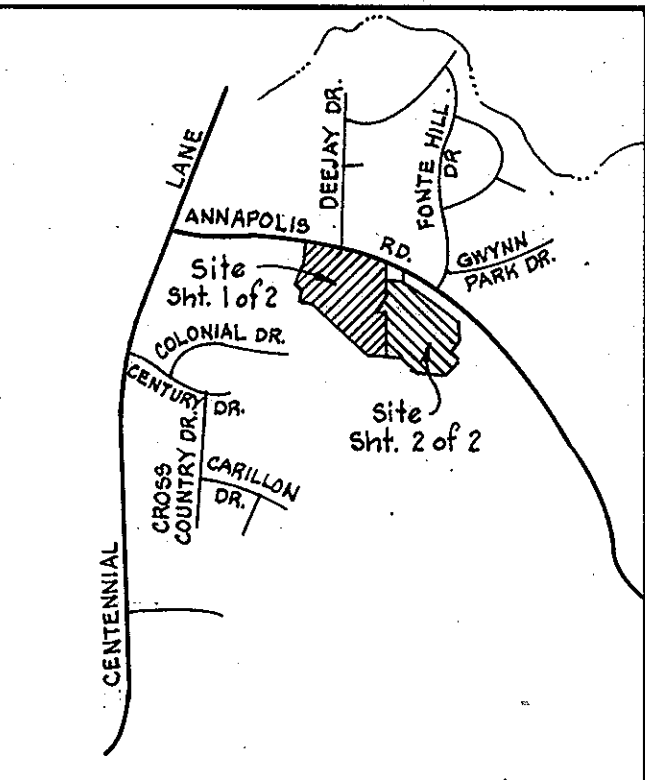 DEEJAY DR.
FONTE HILL
DR
LANE
ANNAPOLIS
RD.
GWYNN
PARK DR.
Site
Sht. 1 of 2
COLONIAL DR.
CENTURY
DR.
Site
Sht. 2 of 2
CROSS
COUNTRY DR.
CARILLON
DR.
CENTENNIAL